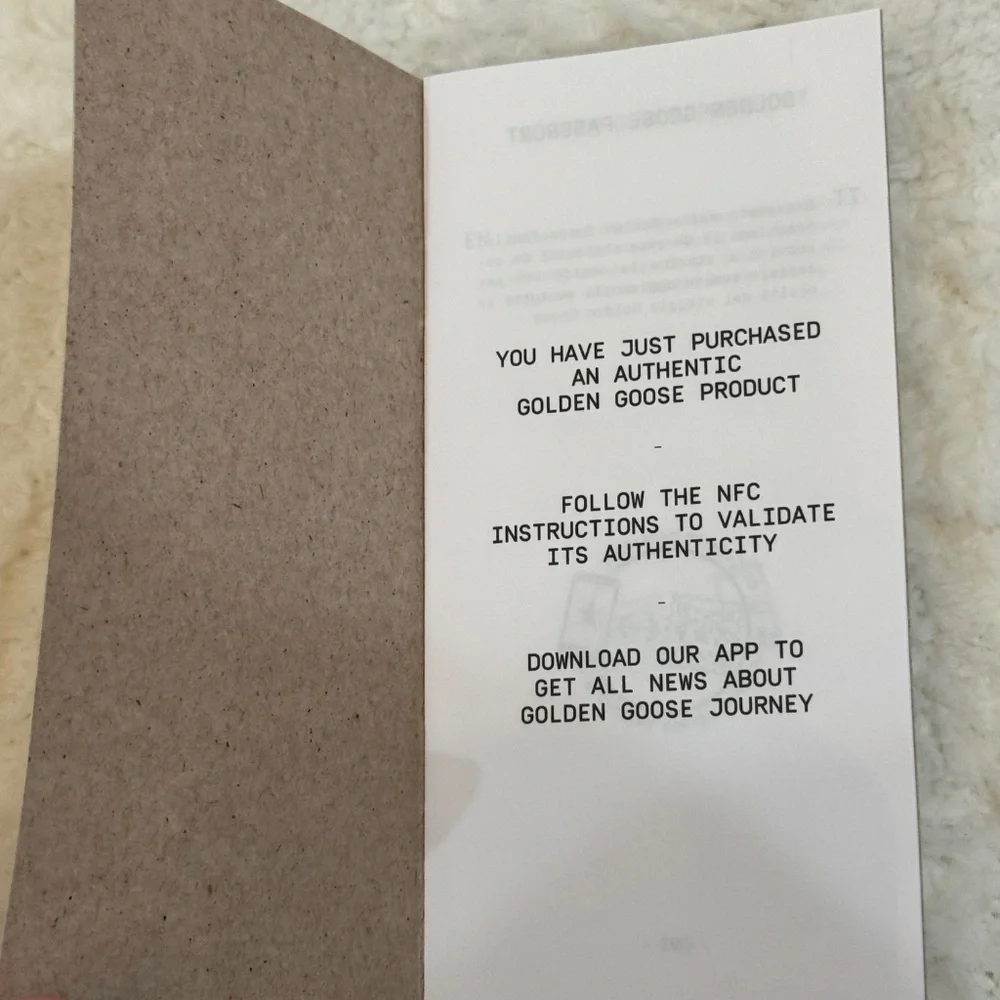 YOU HAVE JUST PURCHASED
AN AUTHENTIC
GOLDEN GOOSE PRODUCT
-
FOLLOW THE NFC
INSTRUCTIONS TO VALIDATE
ITS AUTHENTICITY
-
DOWNLOAD OUR APP TO
GET ALL NEWS ABOUT
GOLDEN GOOSE JOURNEY